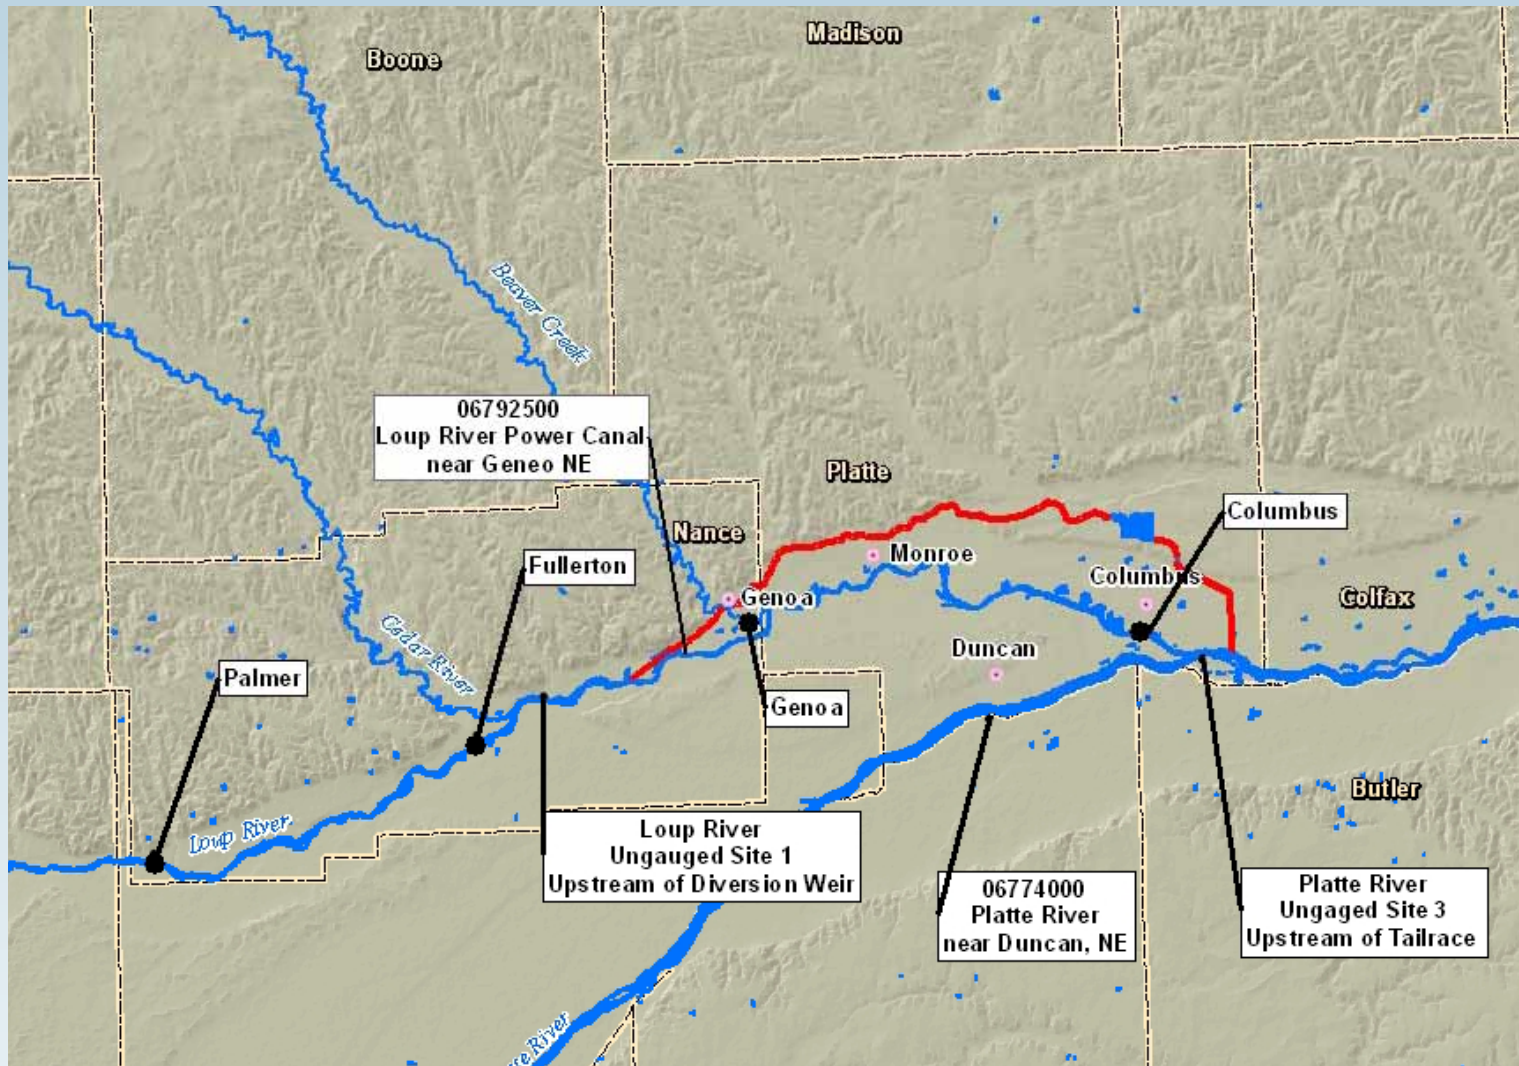 Madison
Boone
Beaver Creek
06792500
Loup River Power Canal
near Geneo NE
Platte
Columbus
Nance
Monroe
Fullerton
Columbus
Genoa
Colfax
Cedar River
Duncan
Palmer
Genoa
Butler
Loup River
Loup River
Ungauged Site 1
Upstream of Diversion Weir
06774000
Platte River
near Duncan, NE
Platte River
Ungaged Site 3
Upstream of Tailrace
River